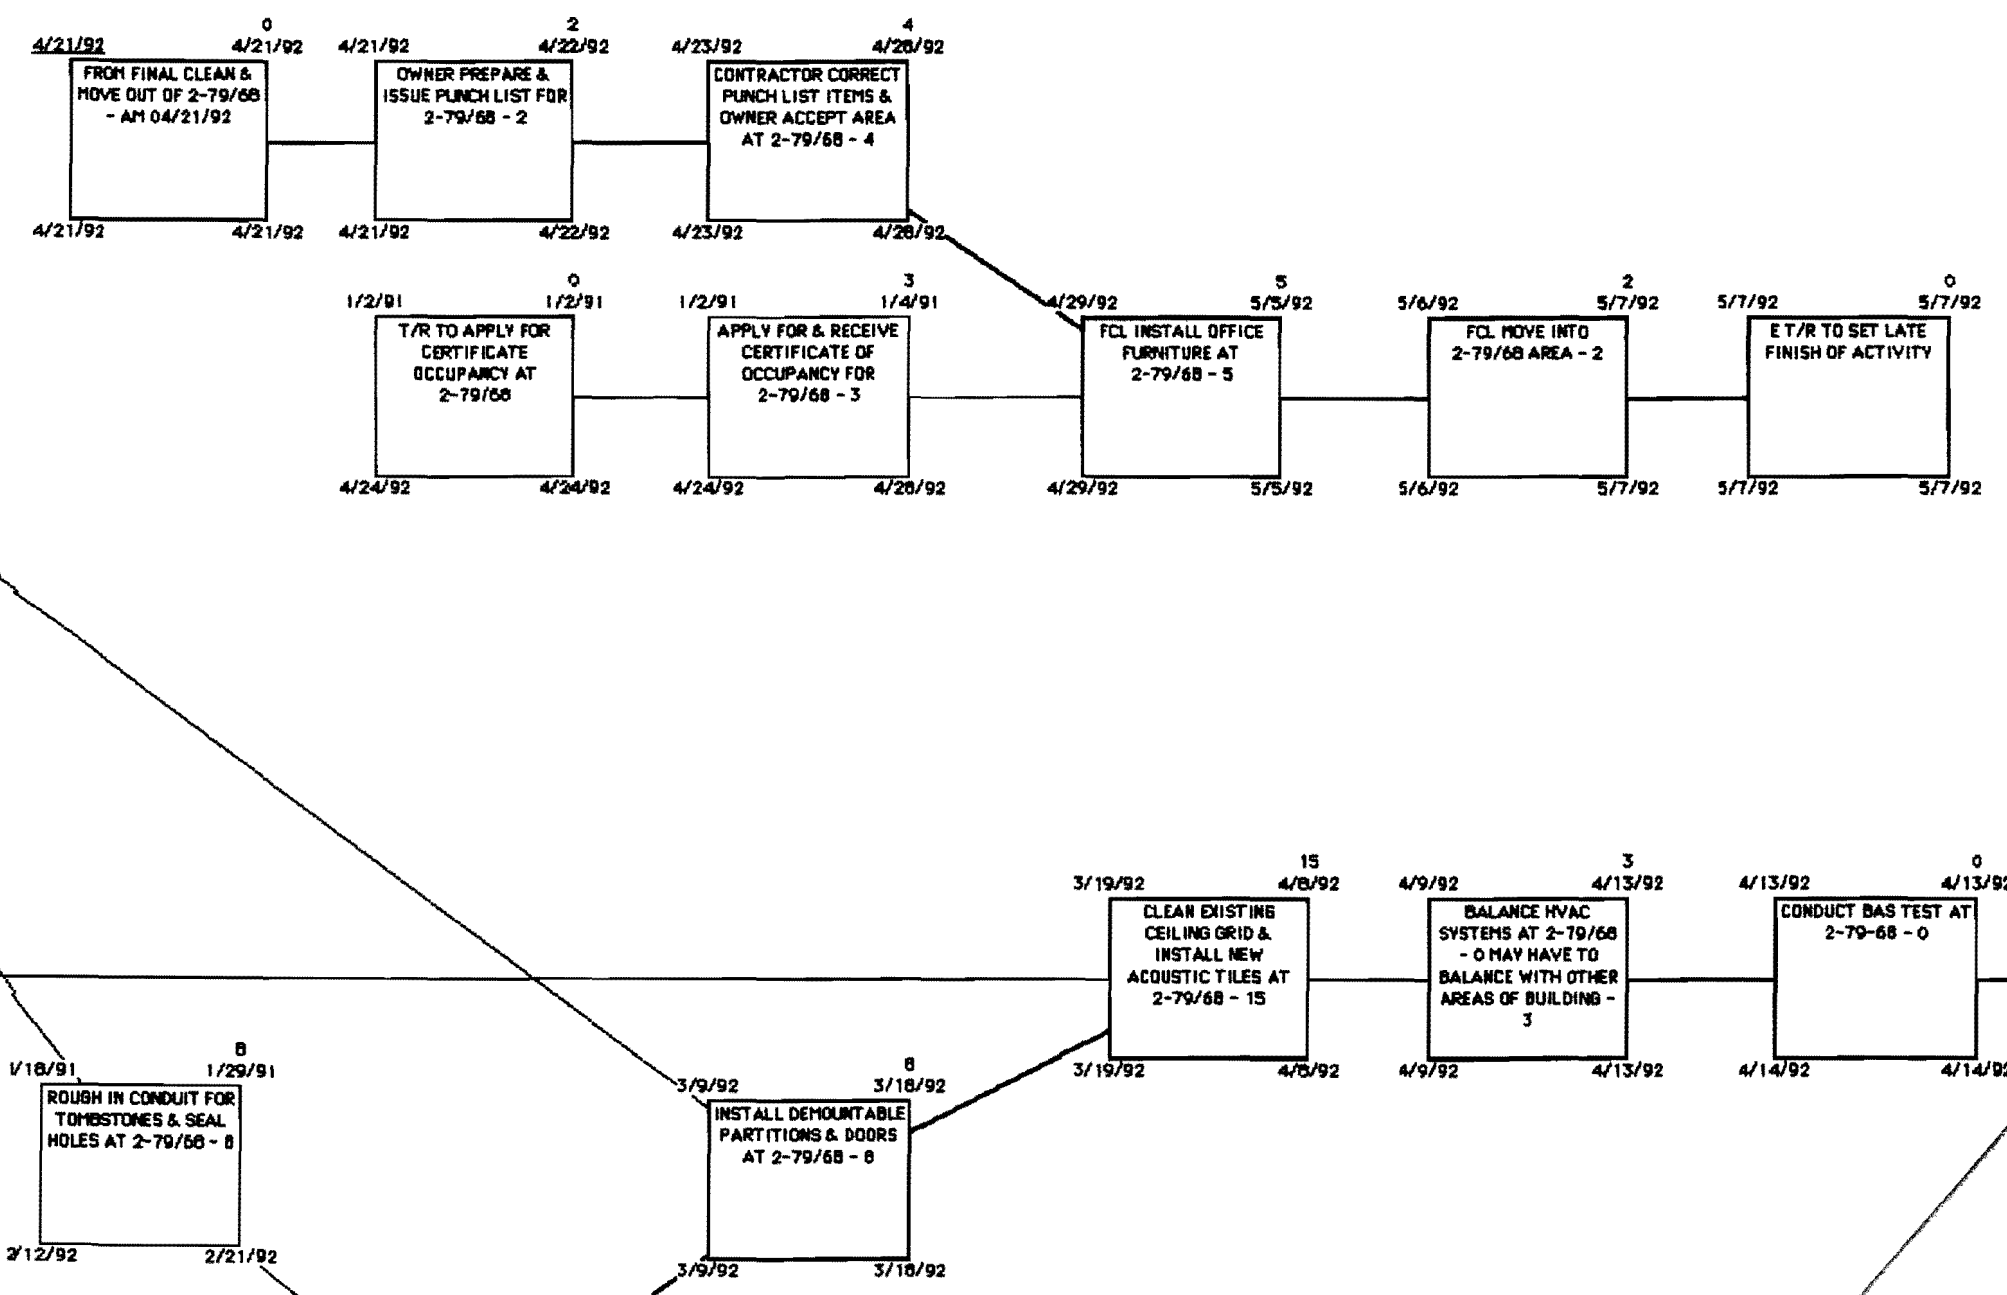 0
4/21/92 4/21/92
FROM FINAL CLEAN &
MOVE OUT OF 2-79/68
- AM 04/21/92
4/21/92 4/21/92
2
4/21/92 4/22/92
OWNER PREPARE &
ISSUE PUNCH LIST FOR
2-79/68 - 2
4/21/92 4/22/92
4
4/23/92 4/28/92
CONTRACTOR CORRECT
PUNCH LIST ITEMS &
OWNER ACCEPT AREA
AT 2-79/68 - 4
4/23/92 4/28/92
0
1/2/91 1/2/91
T/R TO APPLY FOR
CERTIFICATE
OCCUPANCY AT
2-79/68
4/24/92 4/24/92
3
1/2/91 1/4/91
APPLY FOR & RECEIVE
CERTIFICATE OF
OCCUPANCY FOR
2-79/68 - 3
4/24/92 4/28/92
5
4/29/92 5/5/92
FCL INSTALL OFFICE
FURNITURE AT
2-79/68 - 5
4/29/92 5/5/92
2
5/6/92 5/7/92
FCL MOVE INTO
2-79/68 AREA - 2
5/6/92 5/7/92
0
5/7/92 5/7/92
E T/R TO SET LATE
FINISH OF ACTIVITY
5/7/92 5/7/92
15
3/19/92 4/8/92
CLEAN EXISTING
CEILING GRID &
INSTALL NEW
ACOUSTIC TILES AT
2-79/68 - 15
3/19/92 4/8/92
3
4/9/92 4/13/92
BALANCE HVAC
SYSTEMS AT 2-79/68
- 0 MAY HAVE TO
BALANCE WITH OTHER
AREAS OF BUILDING -
3
4/9/92 4/13/92
0
4/13/92 4/13/92
CONDUCT BAS TEST AT
2-79-68 - 0
4/14/92 4/14/92
8
1/18/91 1/29/91
ROUGH IN CONDUIT FOR
TOMBSTONES & SEAL
HOLES AT 2-79/68 - 8
2/12/92 2/21/92
8
3/9/92 3/18/92
INSTALL DEMOUNTABLE
PARTITIONS & DOORS
AT 2-79/68 - 8
3/9/92 3/18/92